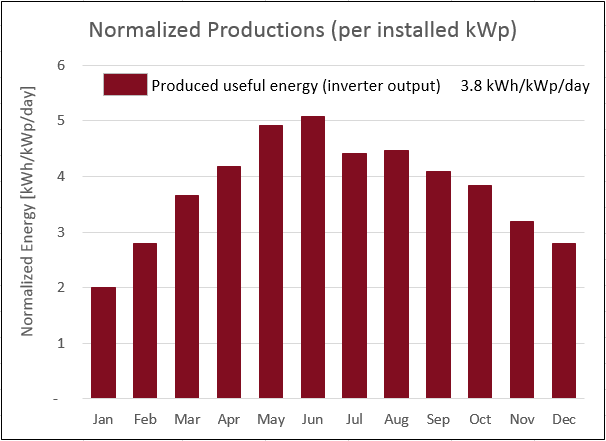 Normalized Productions (per installed kWp)
Produced useful energy (inverter output) 3.8 kWh/kWp/day
Normalized Energy [kWh/kWp/day]
6
5
4
3
2
1
-
Jan Feb Mar Apr May Jun Jul Aug Sep Oct Nov Dec